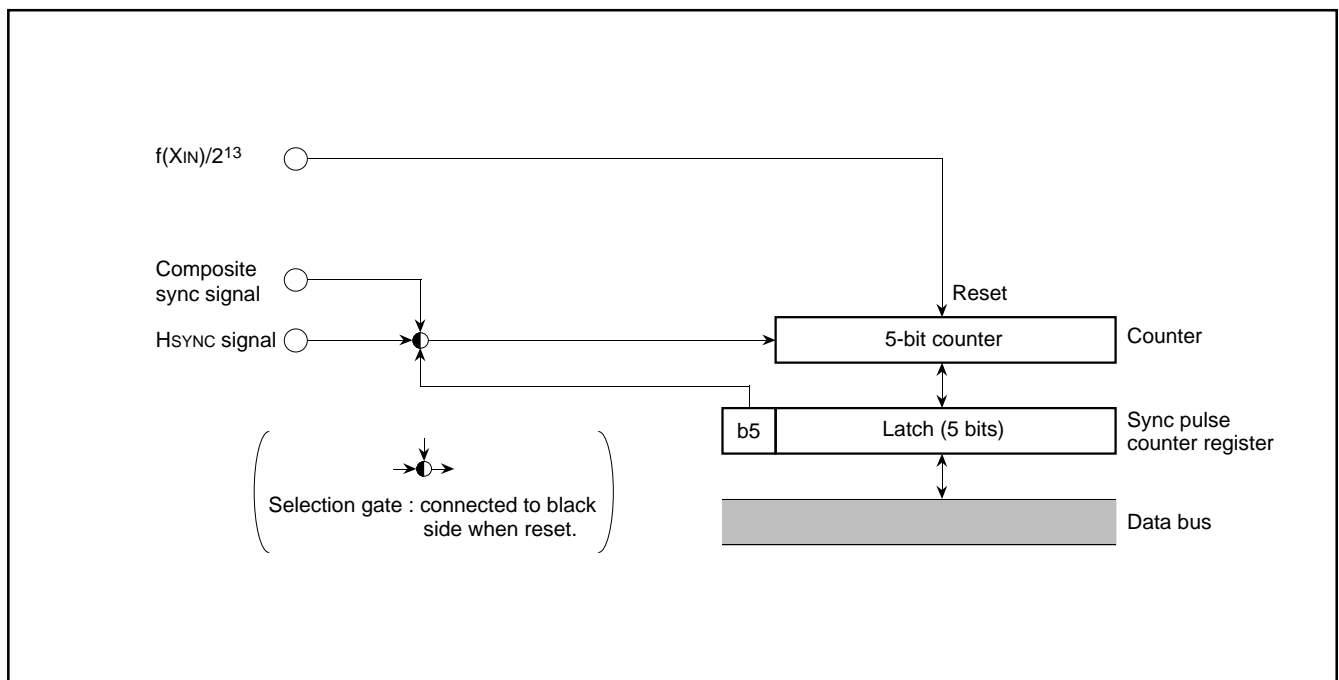 f(XIN)/2¹³
Composite
sync signal
Reset
HSYNC signal
5-bit counter
Counter
b5
Latch (5 bits)
Sync pulse
counter register
Selection gate : connected to black
side when reset.
Data bus